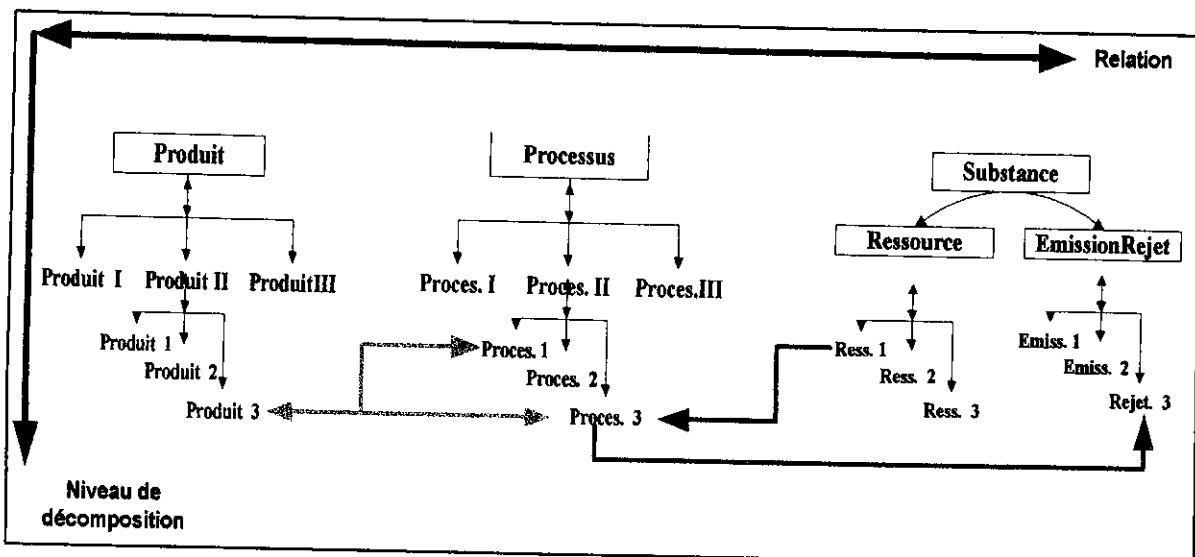 Relation
Produit
Processus
Substance
Ressource
EmissionRejet
Produit I
Produit II
ProduitIII
Proces. I
Proces. II
Proces.III
Produit 1
Produit 2
Produit 3
Proces. 1
Proces. 2
Proces. 3
Ress. 1
Ress. 2
Ress. 3
Emiss. 1
Emiss. 2
Rejet. 3
Niveau de
décomposition